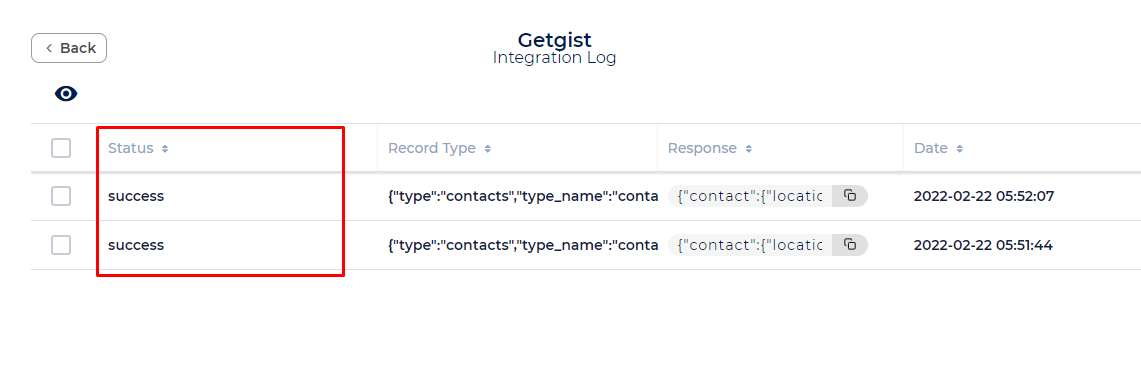 Back
Getgist
Integration Log
Status Record Type Response Date
success {"type":"contacts","type_name":"conta {"contact":{"locatic 2022-02-22 05:52:07
success {"type":"contacts","type_name":"conta {"contact":{"locatic 2022-02-22 05:51:44